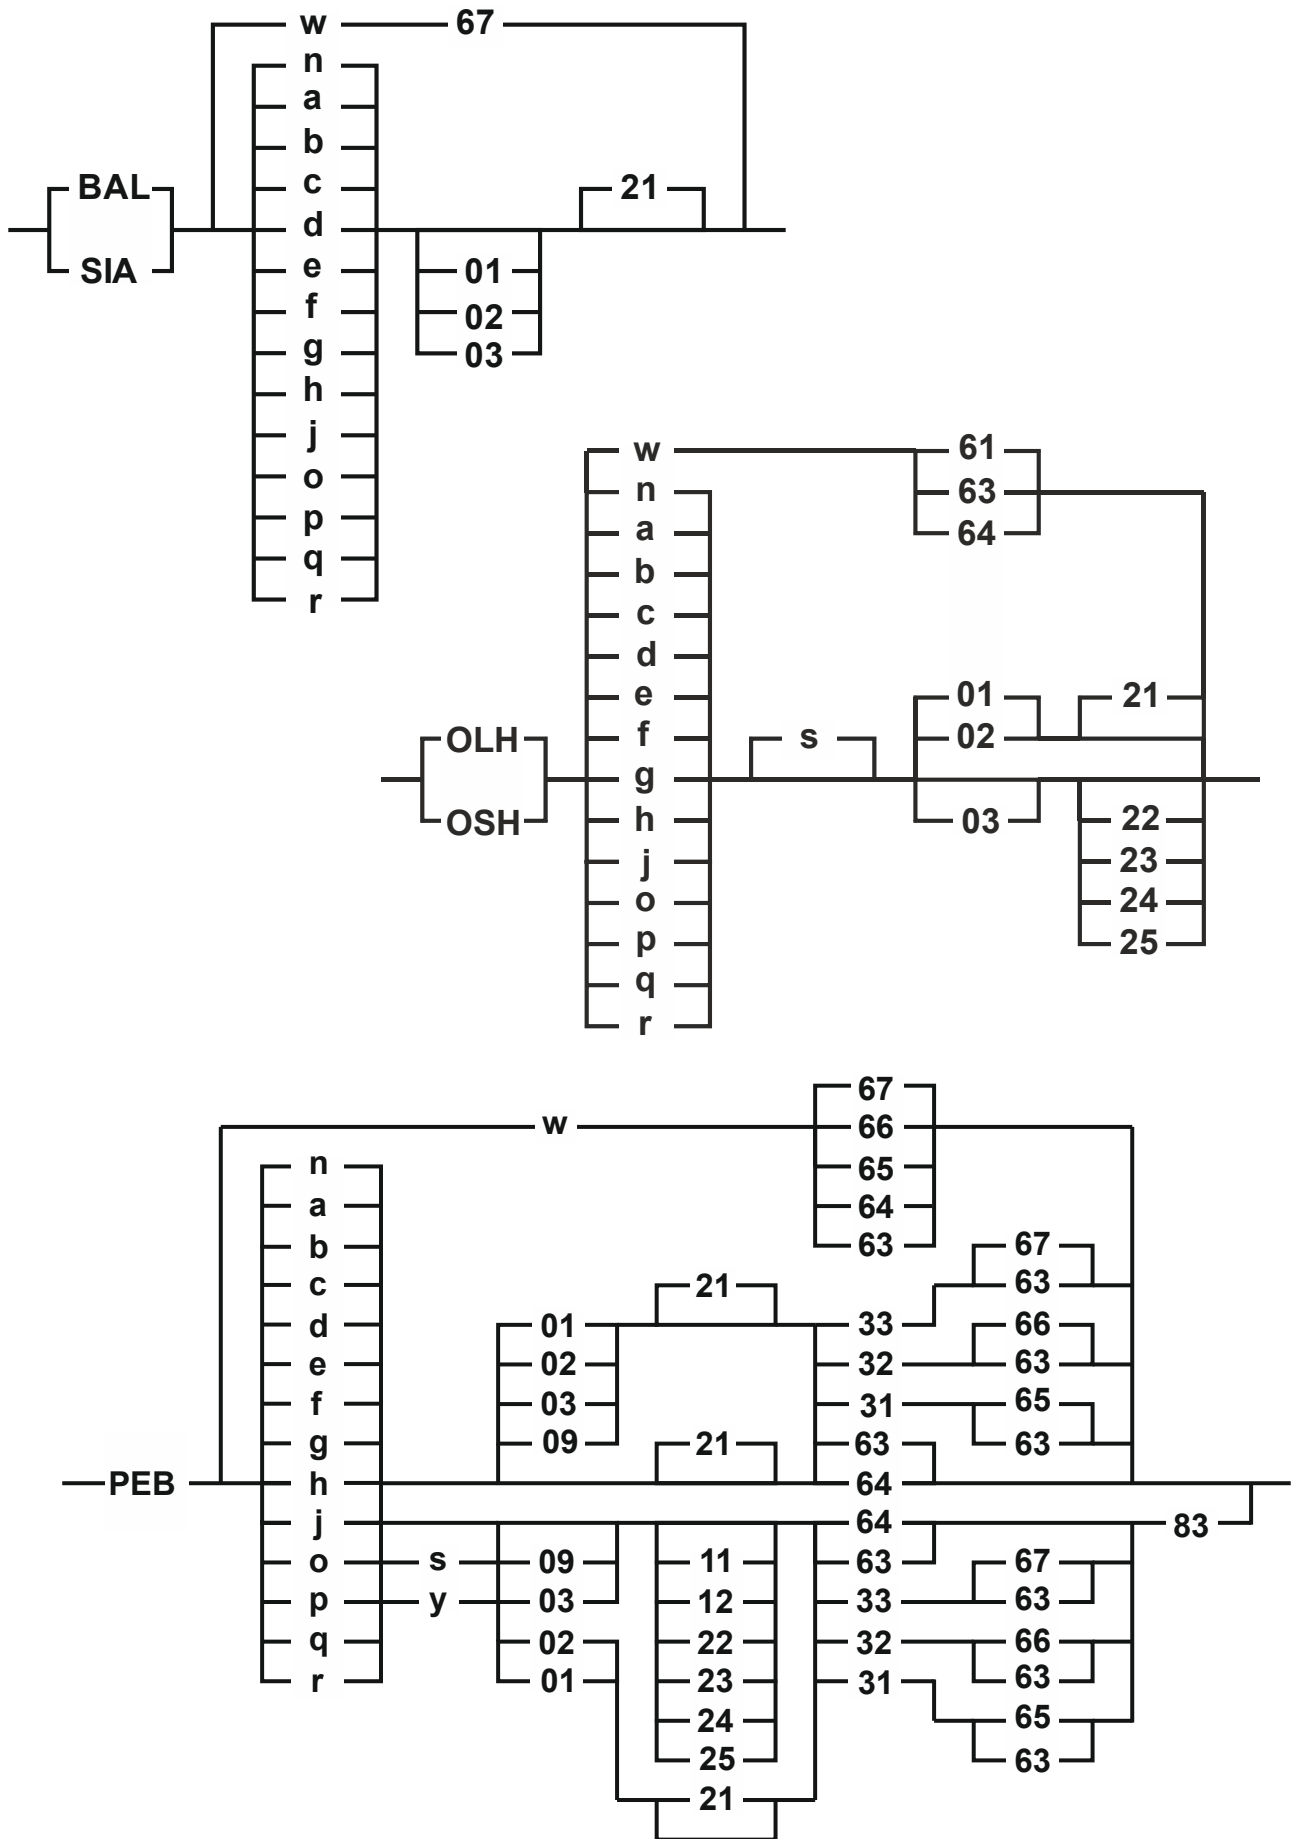 w 67
n
a
b
BAL c 21
d
SIA e 01
f 02
g 03
h
j
o
p
q
r
w 61
n 63
a 64
b
c
d
e 01 21
OLH f s 02
g
OSH h 03 22
j 23
o 24
p 25
q
r
67
w 66
n 65
a 64
b 63 67
c 21 63
d 01 33 66
e 02 32 63
f 03 31 65
g 09 21 63 63
PEB h 64
j 64 83
o s 09 11 63 67
p y 03 12 33 63
q 02 22 32 66
r 01 23 31 63
24 65
25 63
21